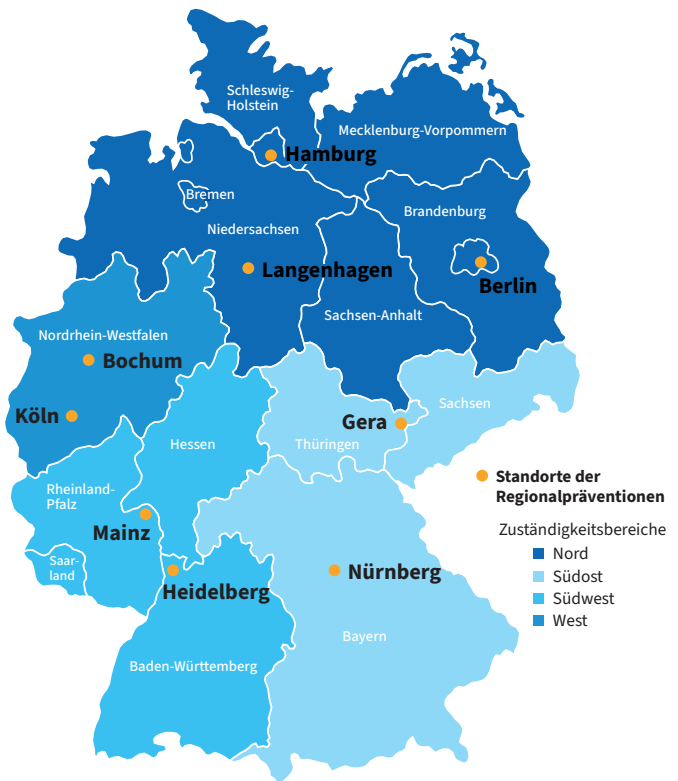 Schleswig-
Holstein
Mecklenburg-Vorpommern
Hamburg
Bremen
Brandenburg
Niedersachsen
Langenhagen
Berlin
Sachsen-Anhalt
Nordrhein-Westfalen
Bochum
Köln
Sachsen
Gera
Hessen
Thüringen
Rheinland-
Pfalz
Mainz
Saar-
land
Heidelberg
Nürnberg
Bayern
Baden-Württemberg
Standorte der
Regionalpräventionen
Zuständigkeitsbereiche
Nord
Südost
Südwest
West